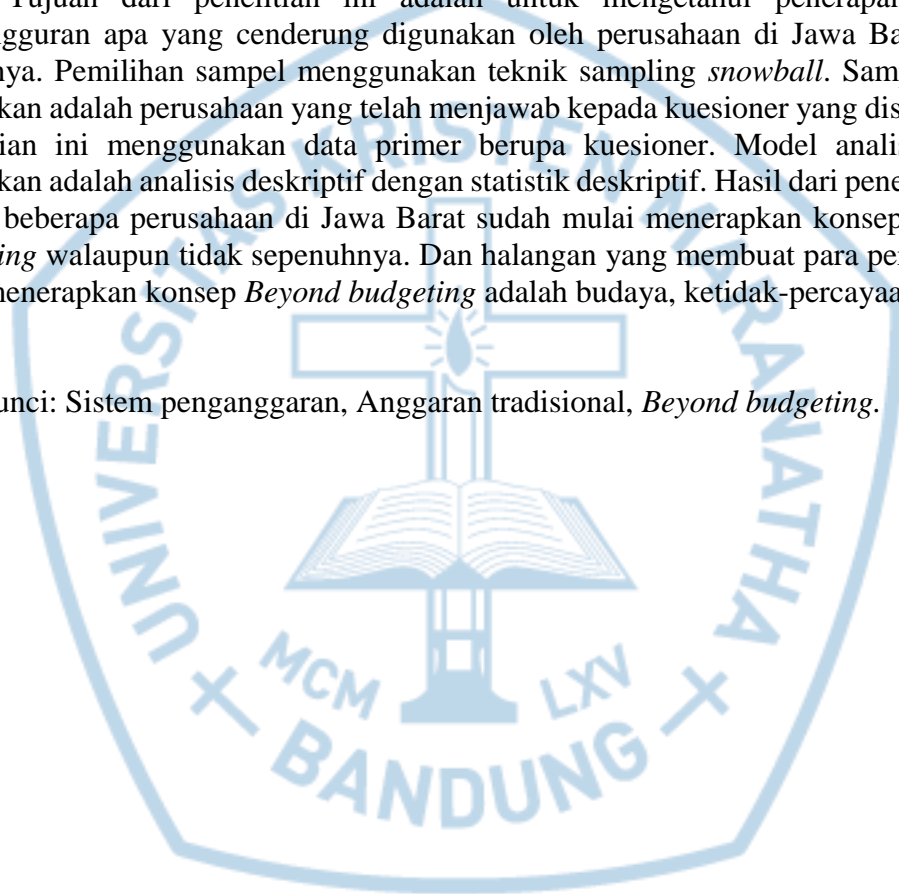 Tujuan dari penelitian ini adalah untuk mengetahui penerapan
ngguran apa yang cenderung digunakan oleh perusahaan di Jawa Ba
nya. Pemilihan sampel menggunakan teknik sampling snowball. Sam
kan adalah perusahaan yang telah menjawab kepada kuesioner yang dis
ian ini menggunakan data primer berupa kuesioner. Model analis
kan adalah analisis deskriptif dengan statistik deskriptif. Hasil dari pene
beberapa perusahaan di Jawa Barat sudah mulai menerapkan konsep
ing walaupun tidak sepenuhnya. Dan halangan yang membuat para pe
menerapkan konsep Beyond budgeting adalah budaya, ketidak-percayaa
unci: Sistem penganggaran, Anggaran tradisional, Beyond budgeting.
UNIVERSITAS KRISTEN MARANATHA
MCM LXV
BANDUNG